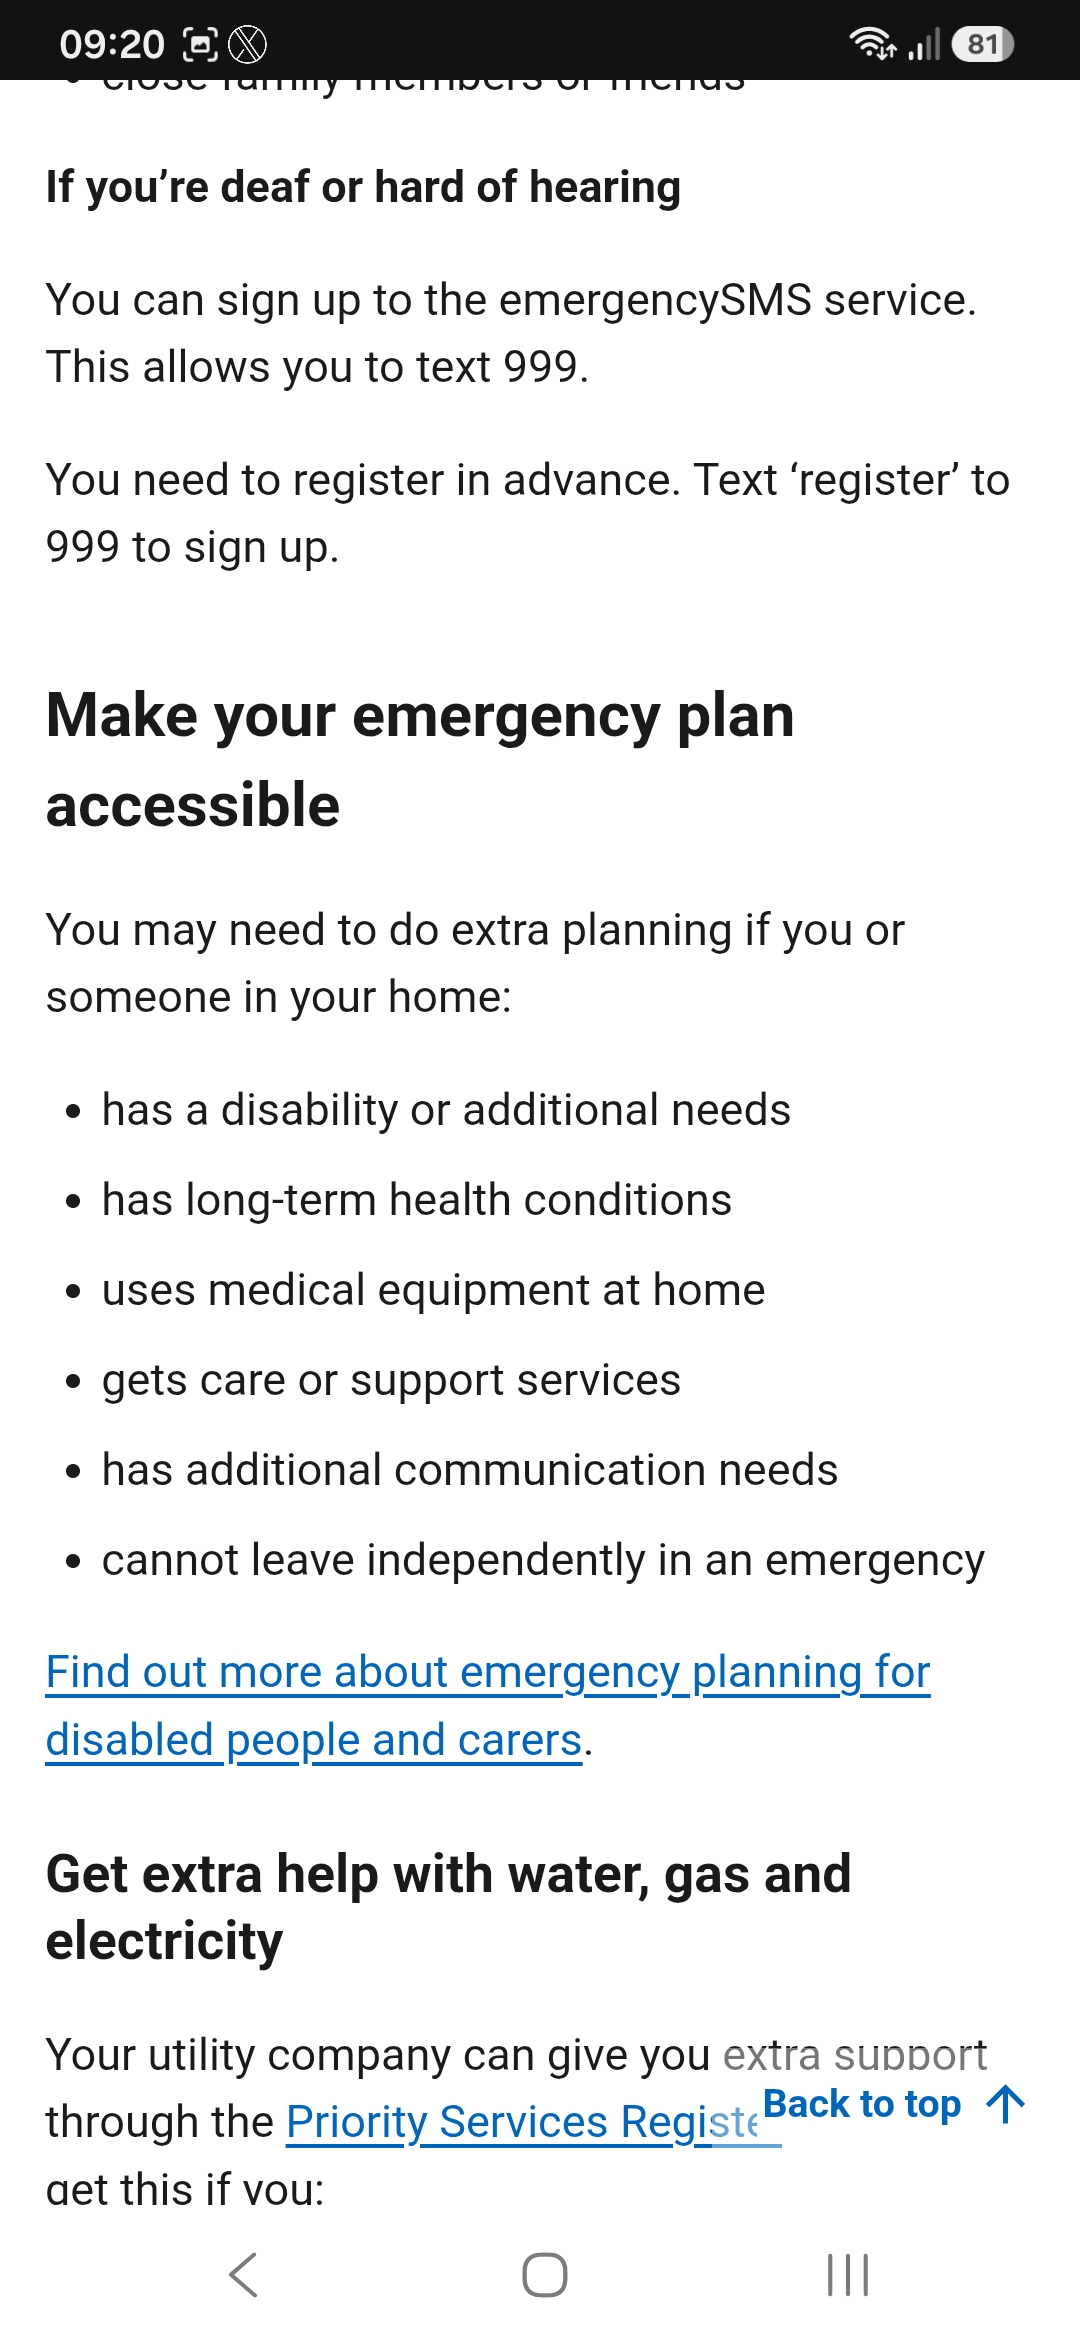 09:20
81
close family members or friends
If you’re deaf or hard of hearing
You can sign up to the emergencySMS service.
This allows you to text 999.
You need to register in advance. Text ‘register’ to
999 to sign up.
Make your emergency plan
accessible
You may need to do extra planning if you or
someone in your home:
• has a disability or additional needs
• has long-term health conditions
• uses medical equipment at home
• gets care or support services
• has additional communication needs
• cannot leave independently in an emergency
Find out more about emergency planning for
disabled people and carers.
Get extra help with water, gas and
electricity
Your utility company can give you extra support
through the Priority Services
Back to top
get this if you: